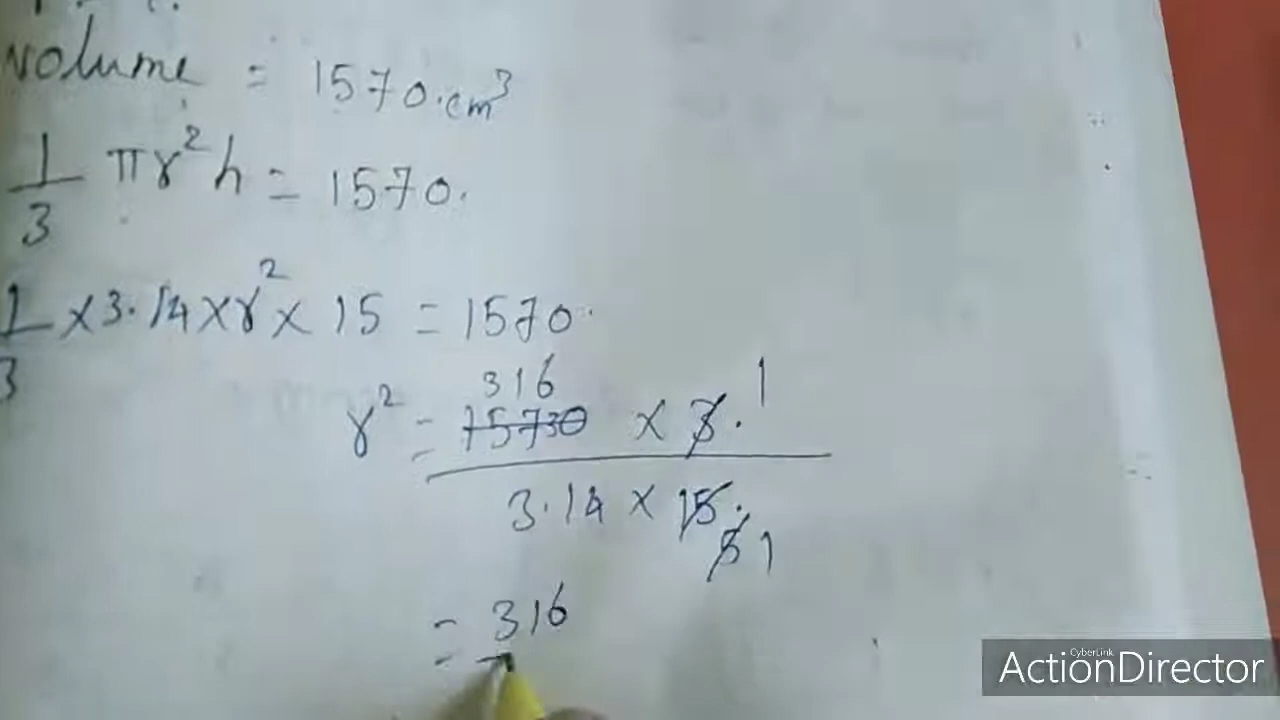 volume = 1570.cm³
1/3 πr²h = 1570.
1/3 × 3.14 × r² × 15 = 1570.
316 1
r² = 15730 × 3.
3.14 × 15.
5 1
= 316
CyberLink
ActionDirector